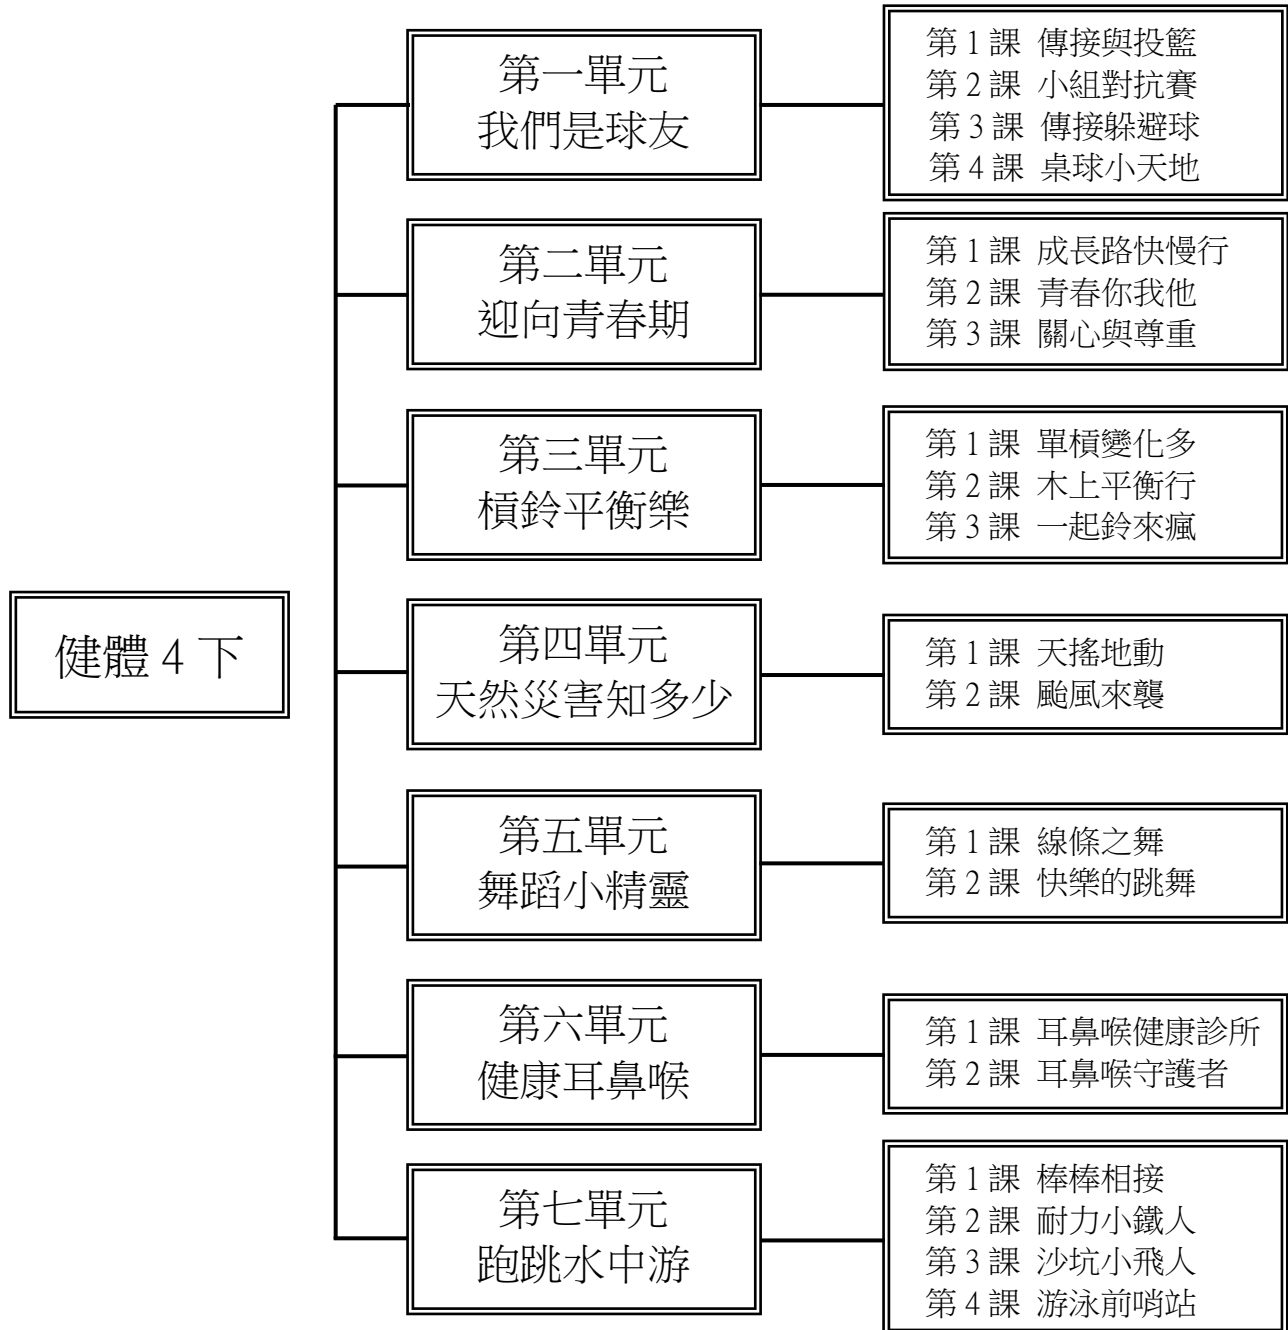 健體 4 下
第一單元
我們是球友
第 1 課 傳接與投籃
第 2 課 小組對抗賽
第 3 課 傳接躲避球
第 4 課 桌球小天地
第二單元
迎向青春期
第 1 課 成長路快慢行
第 2 課 青春你我他
第 3 課 關心與尊重
第三單元
槓鈴平衡樂
第 1 課 單槓變化多
第 2 課 木上平衡行
第 3 課 一起鈴來瘋
第四單元
天然災害知多少
第 1 課 天搖地動
第 2 課 颱風來襲
第五單元
舞蹈小精靈
第 1 課 線條之舞
第 2 課 快樂的跳舞
第六單元
健康耳鼻喉
第 1 課 耳鼻喉健康診所
第 2 課 耳鼻喉守護者
第七單元
跑跳水中游
第 1 課 棒棒相接
第 2 課 耐力小鐵人
第 3 課 沙坑小飛人
第 4 課 游泳前哨站